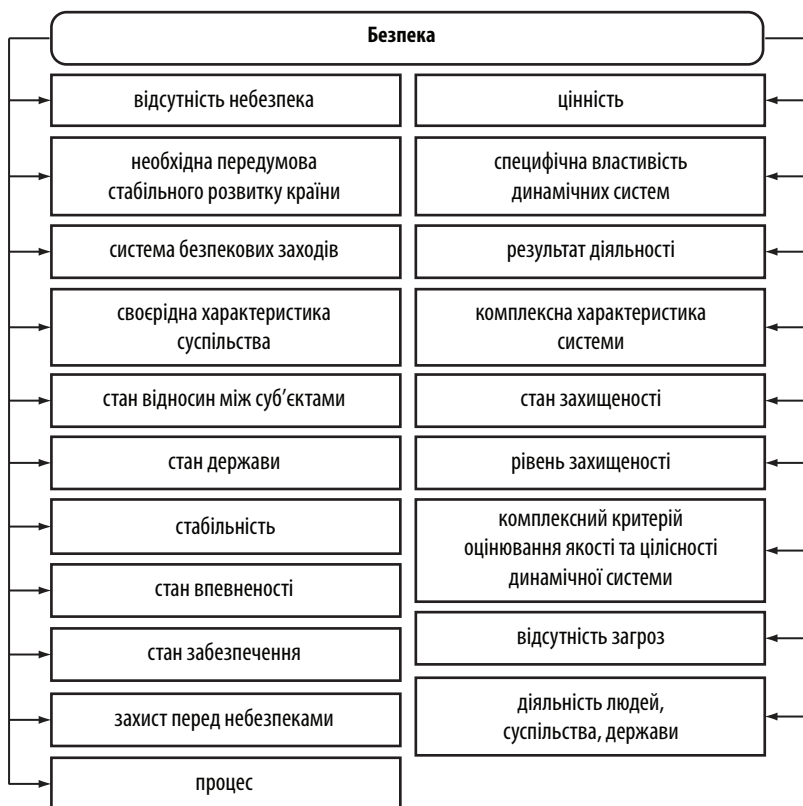 Безпека
відсутність небезпека
необхідна передумова
стабільного розвитку країни
система безпекових заходів
своєрідна характеристика
суспільства
стан відносин між суб’єктами
стан держави
стабільність
стан впевненості
стан забезпечення
захист перед небезпеками
процес
цінність
специфічна властивість
динамічних систем
результат діяльності
комплексна характеристика
системи
стан захищеності
рівень захищеності
комплексний критерій
оцінювання якості та цілісності
динамічної системи
відсутність загроз
діяльність людей,
суспільства, держави